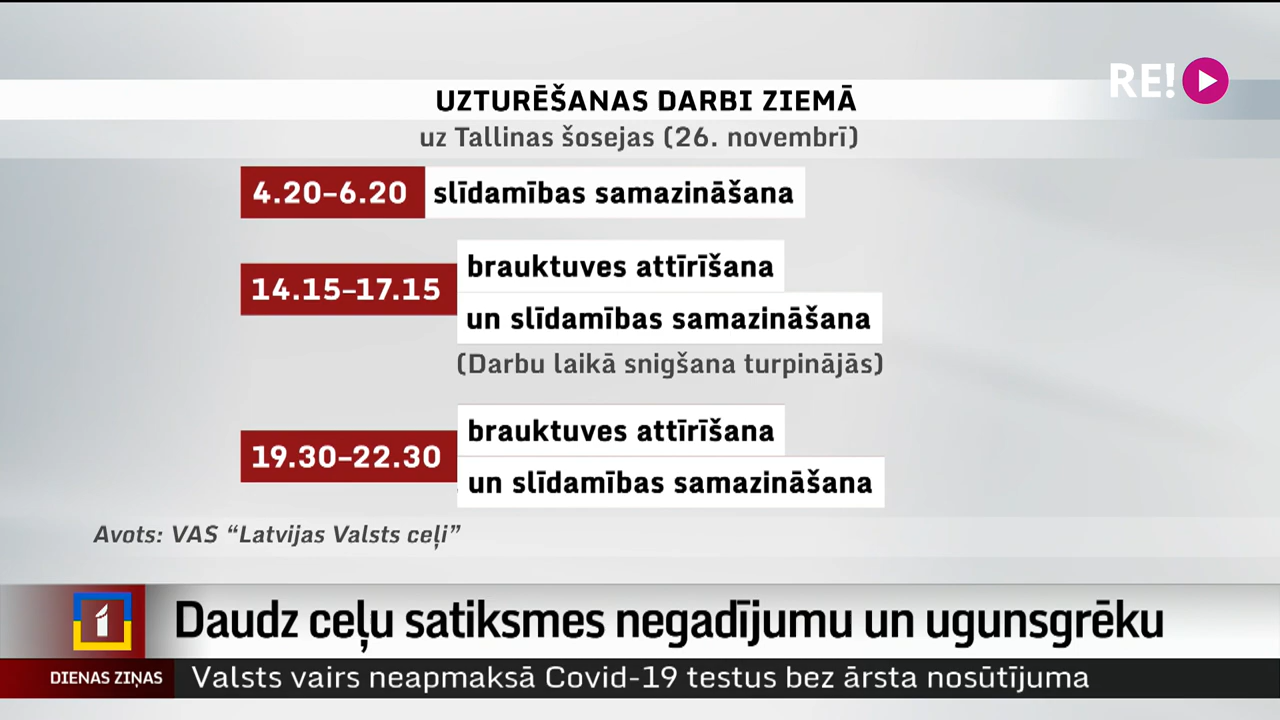 RE!
UZTURĒŠANAS DARBI ZIEMĀ
uz Tallinas šosejas (26. novembrī)
4.20–6.20 slīdamības samazināšana
14.15–17.15 brauktuves attīrīšana
un slīdamības samazināšana
(Darbu laikā snigšana turpinājās)
19.30–22.30 brauktuves attīrīšana
un slīdamības samazināšana
Avots: VAS “Latvijas Valsts ceļi”
1 Daudz ceļu satiksmes negadījumu un ugunsgrēku
DIENAS ZIŅAS Valsts vairs neapmaksā Covid-19 testus bez ārsta nosūtījuma